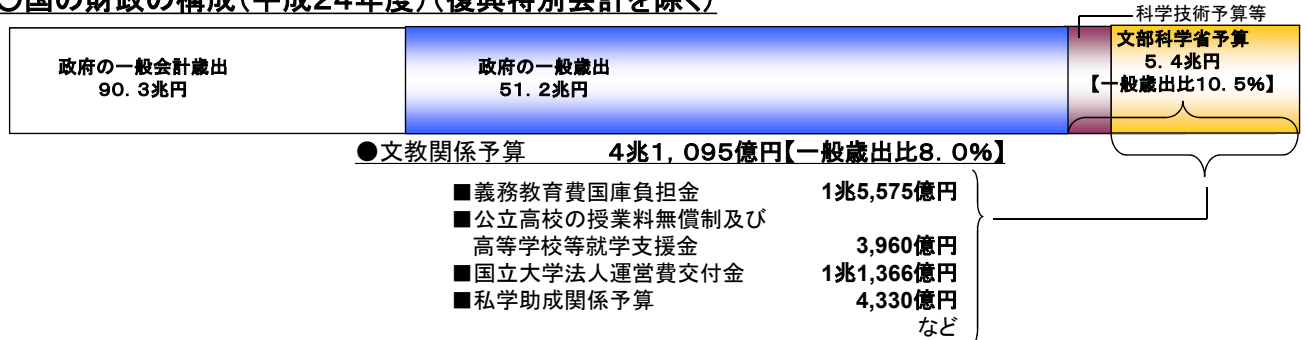 〇国の財政の構成(平成24年度)(復興特別会計を除く)
科学技術予算等
政府の一般会計歳出
90.3兆円
政府の一般歳出
51.2兆円
文部科学省予算
5.4兆円
【一般歳出比10.5%】
●文教関係予算 4兆1,095億円【一般歳出比8.0%】
■義務教育費国庫負担金 1兆5,575億円
■公立高校の授業料無償制及び
高等学校等就学支援金 3,960億円
■国立大学法人運営費交付金 1兆1,366億円
■私学助成関係予算 4,330億円
など